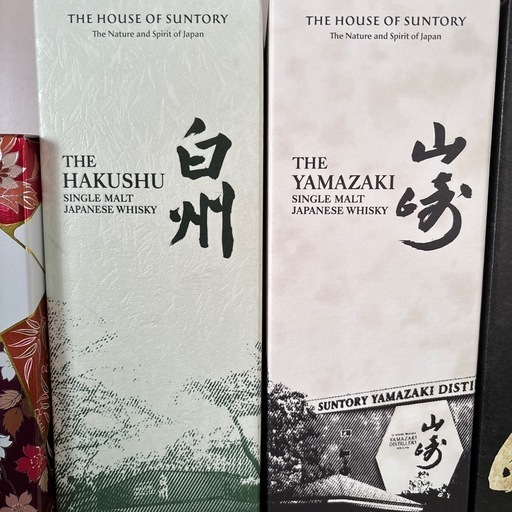 THE HOUSE OF SUNTORY
The Nature and Spirit of Japan
THE
HAKUSHU
SINGLE MALT
JAPANESE WHISKY
白州
THE HOUSE OF SUNTORY
The Nature and Spirit of Japan
THE
YAMAZAKI
SINGLE MALT
JAPANESE WHISKY
山崎
SUNTORY YAMAZAKI DISTI
YAMAZAKI
DISTILLERY
山崎